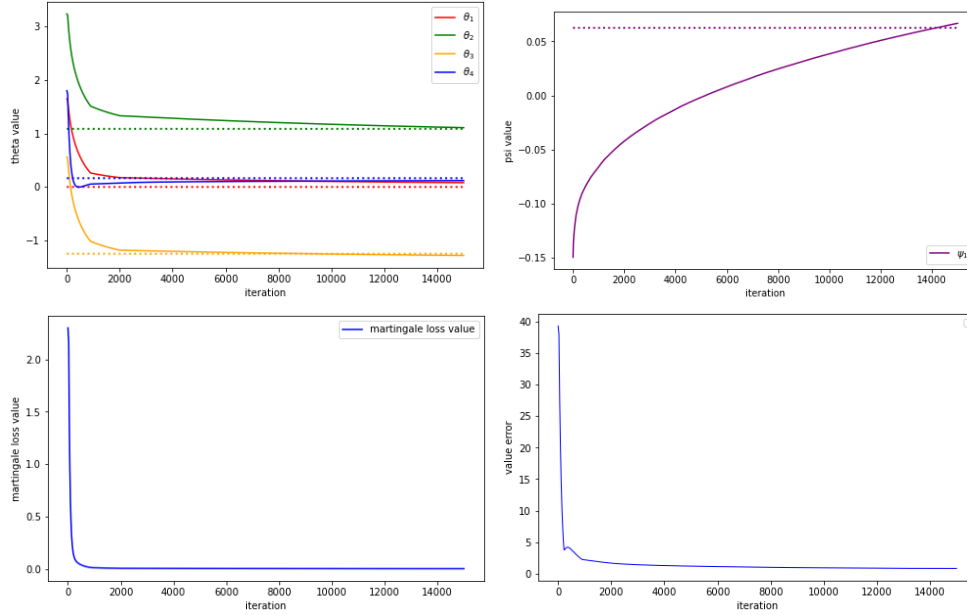 θ₁
θ₂
θ₃
θ₄
3
2
1
0
−1
theta value
0 2000 4000 6000 8000 10000 12000 14000
iteration
0.05
0.00
−0.05
−0.10
−0.15
psi value
ψ₁
0 2000 4000 6000 8000 10000 12000 14000
iteration
martingale loss value
2.0
1.5
1.0
0.5
0.0
martingale loss value
0 2000 4000 6000 8000 10000 12000 14000
iteration
40
35
30
25
20
15
10
5
0
value error
0 2000 4000 6000 8000 10000 12000 14000
iteration